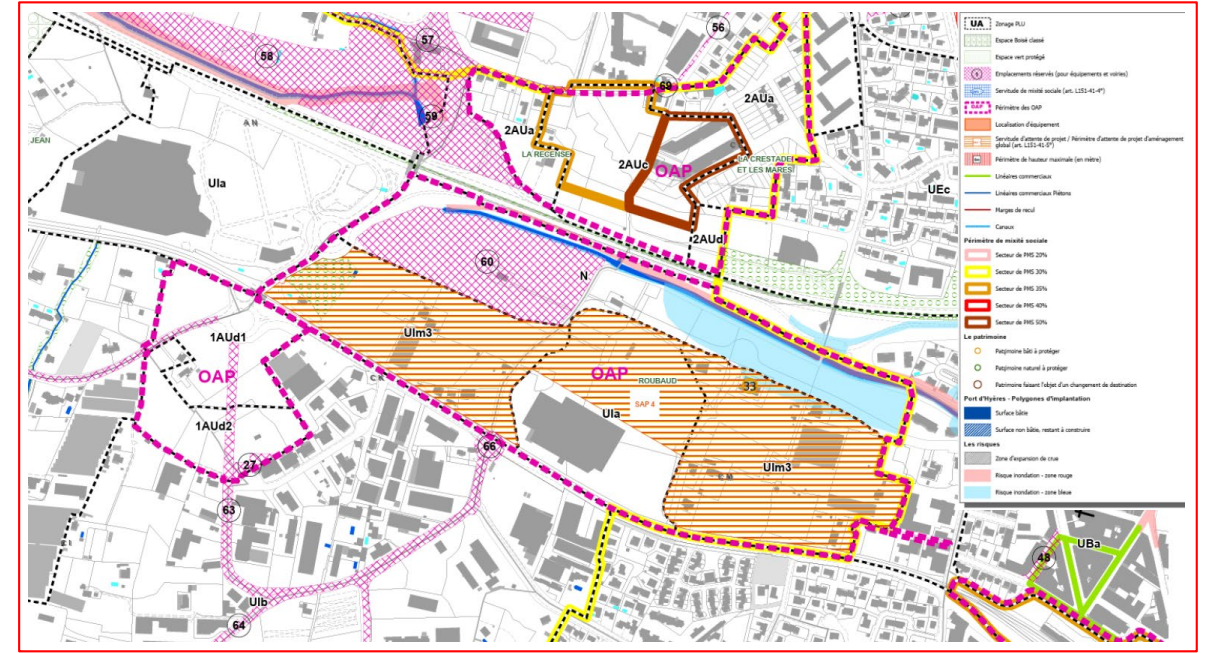 58
57
56
JEAN
A N
59
69
2AUa
2AUa
LA RECENSE
2AUc
OAP
C
LA CRESTADE
ET LES MARES
UIa
UEc
2AUd
60
N
1AUd1
OAP
1AUd2
C K
UIm3
OAP
ROUBAUD
33
SAP 4
UIa
UIm3
66
27
63
UIb
64
48
UBa
UA
Zonage PLU
Espace Boisé classé
Espace vert protégé
Emplacements réservés (pour équipements et voiries)
Servitude de mixité sociale (art. L151-41-4°)
OAP
Périmètre des OAP
Localisation d'équipement
Servitude d'attente de projet / Périmètre d'attente de projet d'aménagement
global (art. L151-41-5°)
Périmètre de hauteur maximale (en mètre)
Linéaires commerciaux
Linéaires commerciaux Piétons
Marges de recul
Canaux
Périmètre de mixité sociale
Secteur de PMS 20%
Secteur de PMS 30%
Secteur de PMS 35%
Secteur de PMS 40%
Secteur de PMS 50%
Le patrimoine
Patrimoine bâti à protéger
Patrimoine naturel à protéger
Patrimoine faisant l'objet d'un changement de destination
Port d'Hyères - Polygones d'implantation
Surface bâtie
Surface non bâtie, restant à construire
Les risques
Zone d'expansion de crue
Risque inondation - zone rouge
Risque inondation - zone bleue